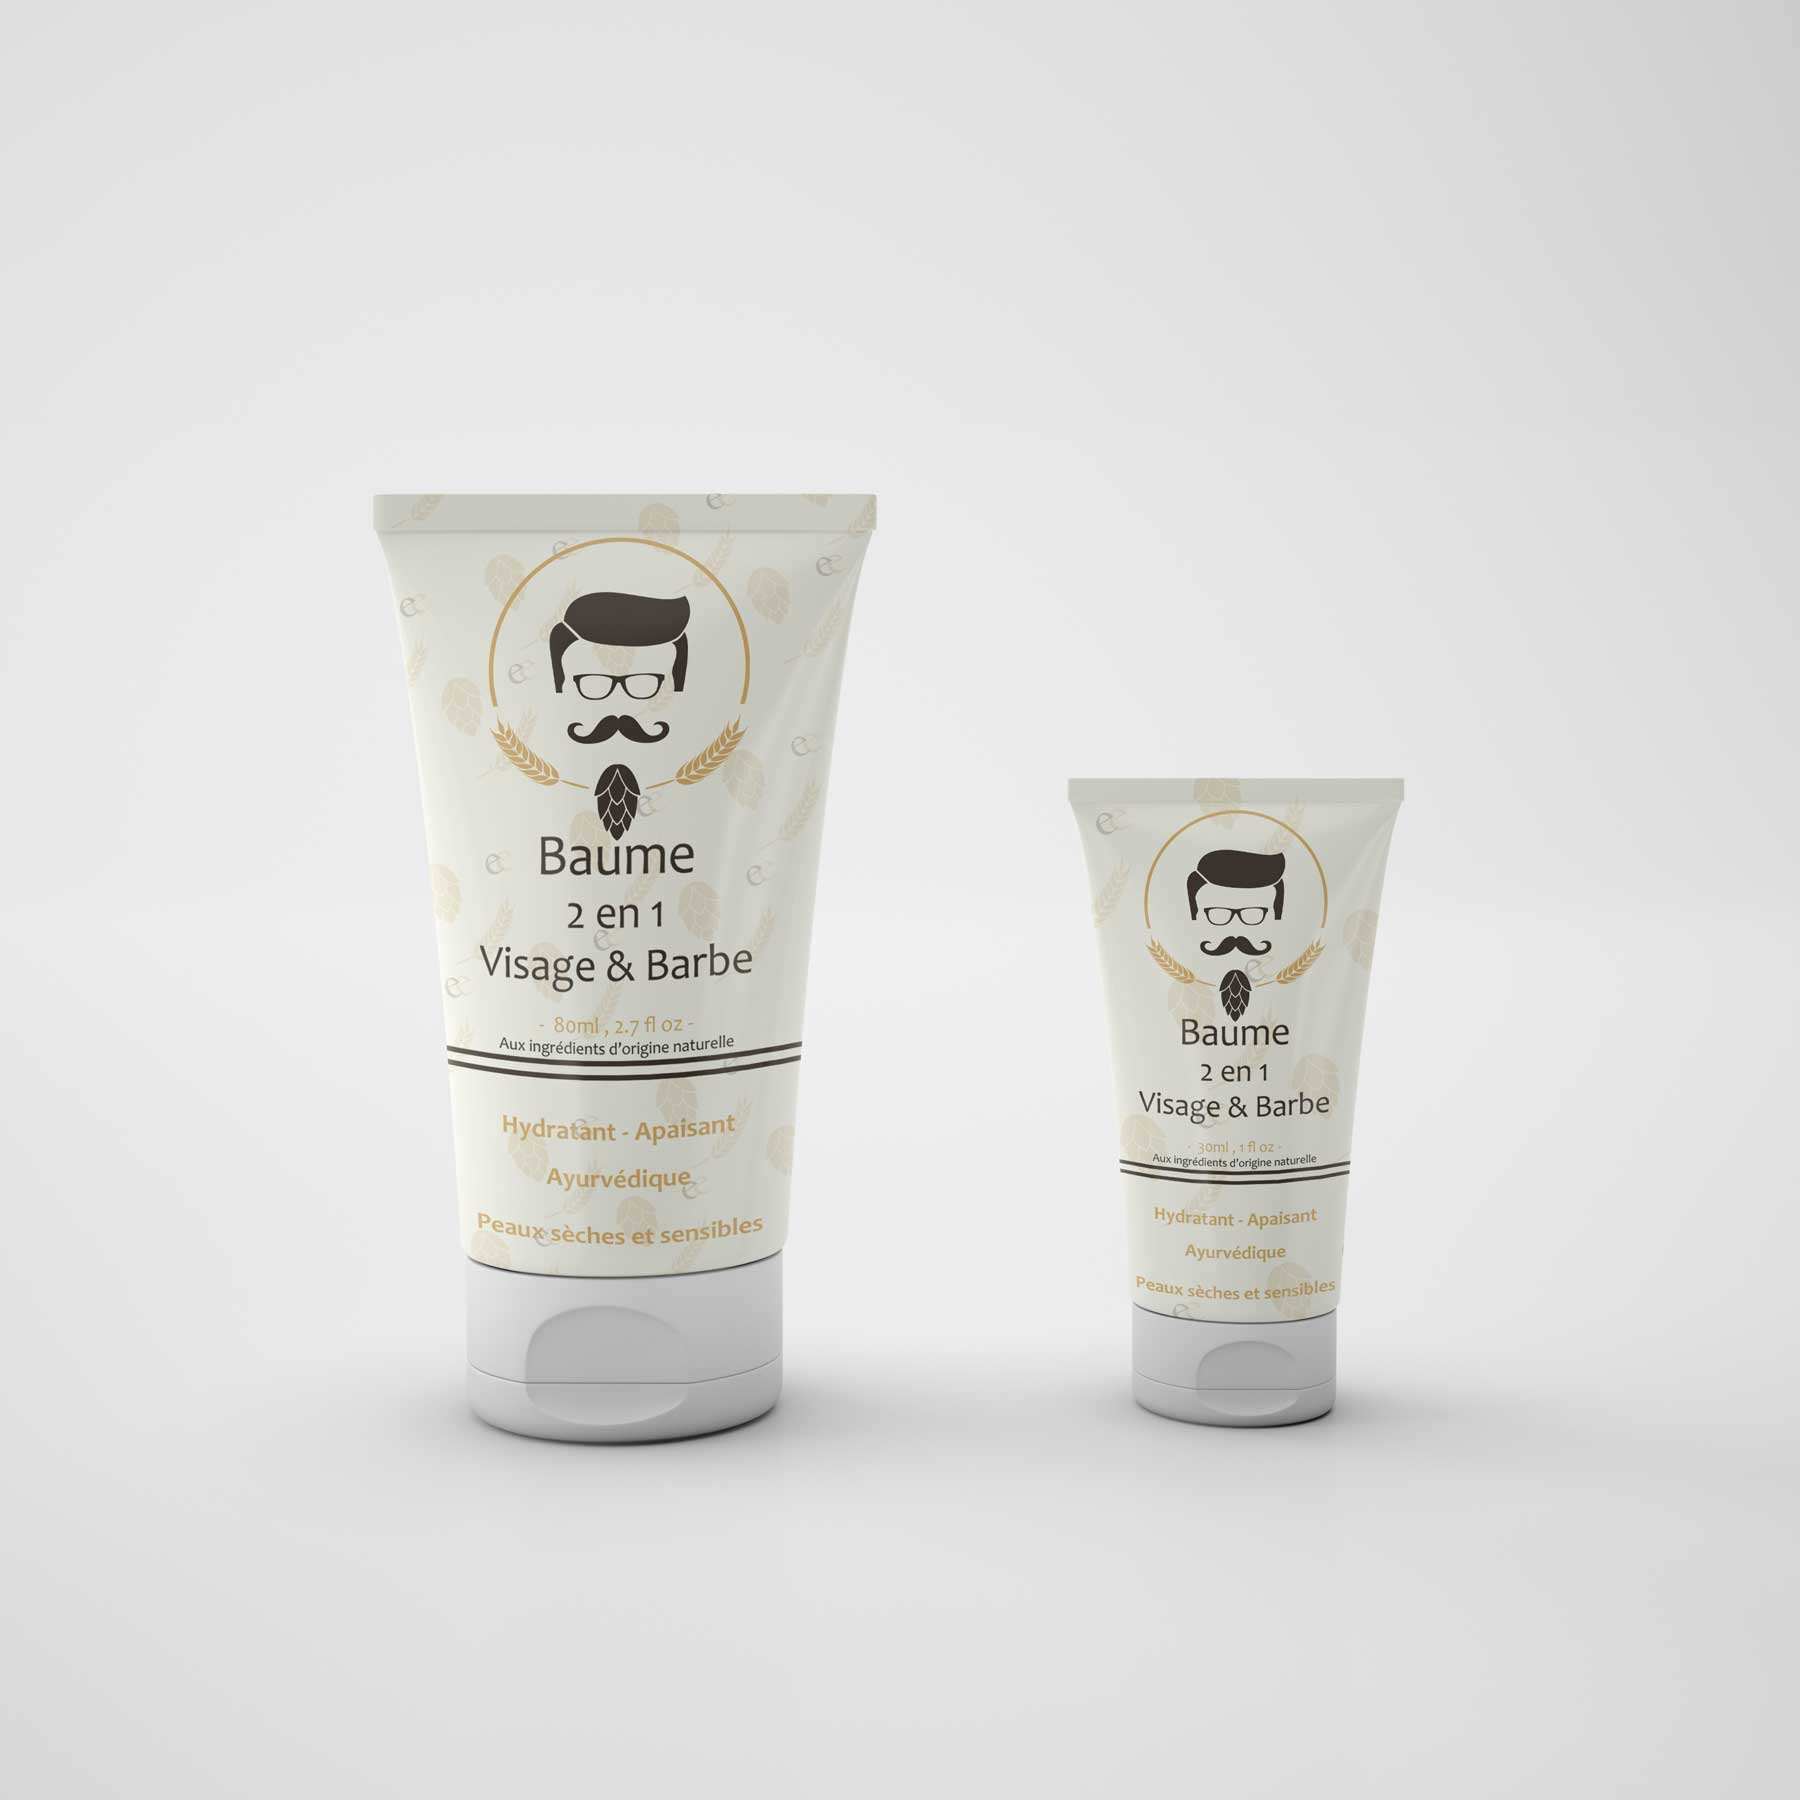 Baume
2 en 1
Visage & Barbe
- 80ml , 2.7 fl oz -
Aux ingrédients d'origine naturelle
Hydratant - Apaisant
Ayurvédique
Peaux sèches et sensibles
Baume
2 en 1
Visage & Barbe
- 30ml , 1 fl oz -
Aux ingrédients d'origine naturelle
Hydratant - Apaisant
Ayurvédique
Peaux sèches et sensibles